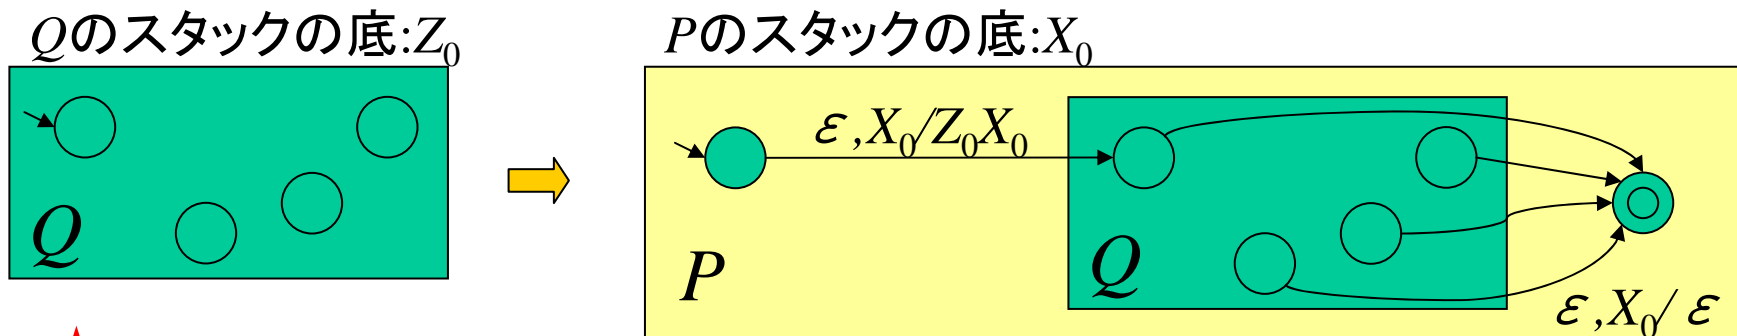 Qのスタックの底:Z₀
Pのスタックの底:X₀
ε,X₀/Z₀X₀
Q
P
Q
ε,X₀/ε